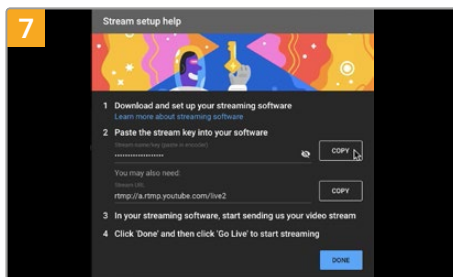 7
Stream setup help
1 Download and set up your streaming software
Learn more about streaming software
2 Paste the stream key into your software
Stream name/key (paste in encoder)
••••••••••••••••••••
COPY
You may also need:
Stream URL
rtmp://a.rtmp.youtube.com/live2
COPY
3 In your streaming software, start sending us your video stream
4 Click 'Done' and then click 'Go Live' to start streaming
DONE